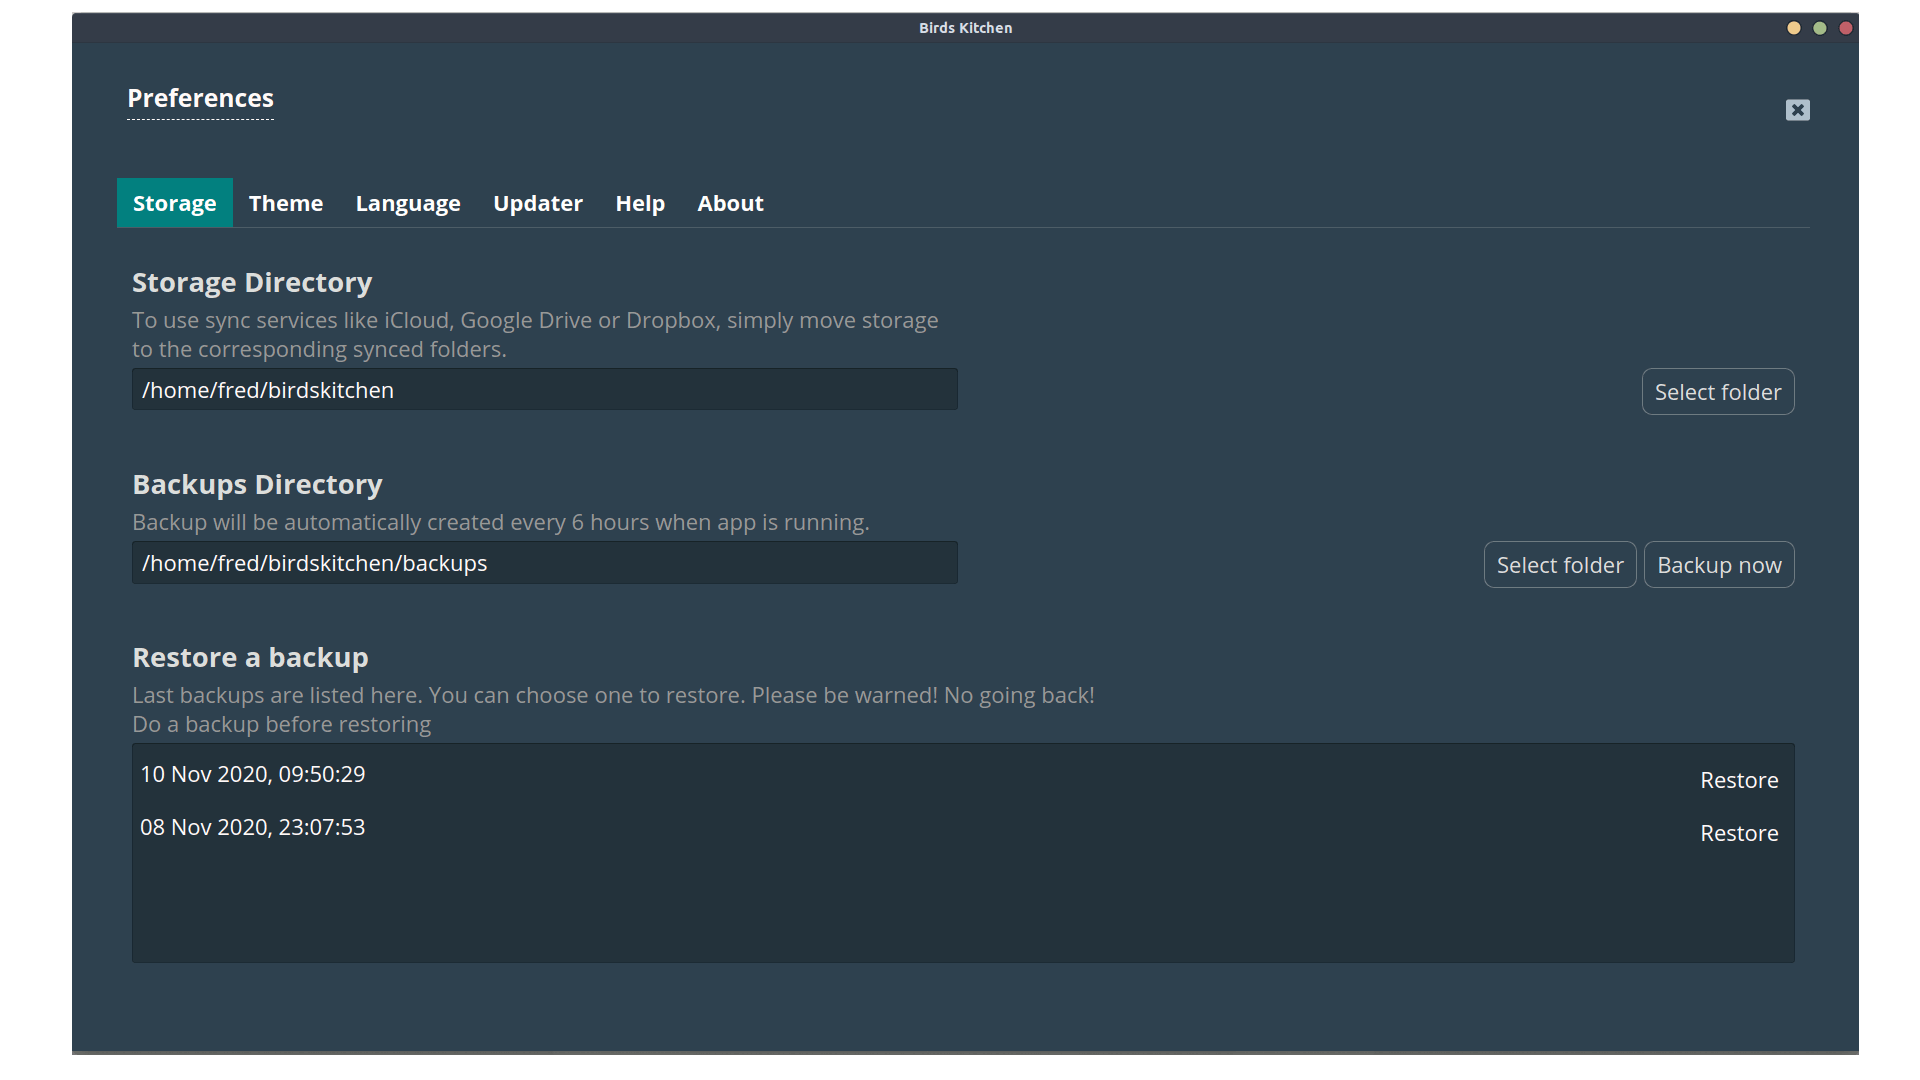 Birds Kitchen
Preferences
Storage Theme Language Updater Help About
Storage Directory
To use sync services like iCloud, Google Drive or Dropbox, simply move storage
to the corresponding synced folders.
/home/fred/birdskitchen
Select folder
Backups Directory
Backup will be automatically created every 6 hours when app is running.
/home/fred/birdskitchen/backups
Select folder Backup now
Restore a backup
Last backups are listed here. You can choose one to restore. Please be warned! No going back!
Do a backup before restoring
10 Nov 2020, 09:50:29 Restore
08 Nov 2020, 23:07:53 Restore